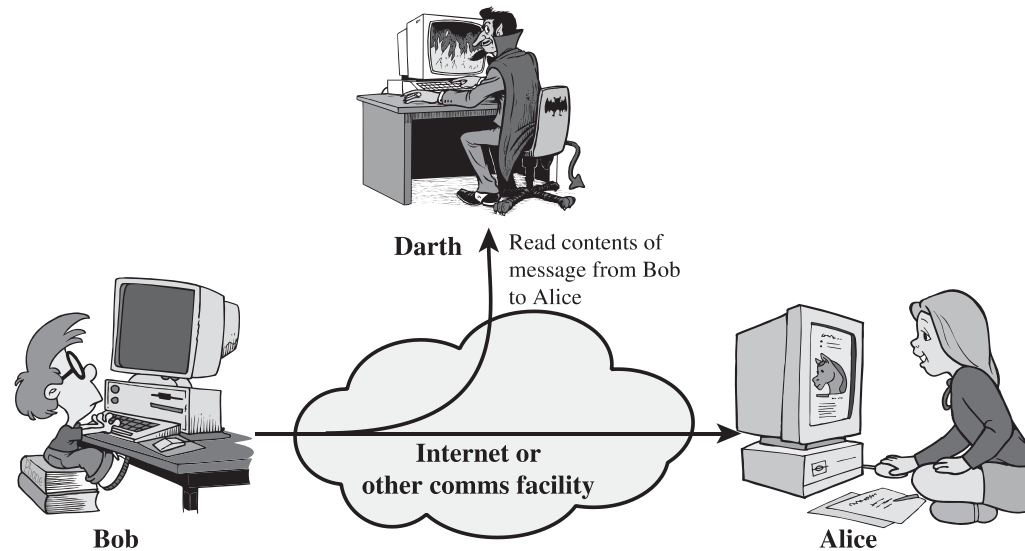 Darth
Read contents of
message from Bob
to Alice
Internet or
other comms facility
Bob
Alice